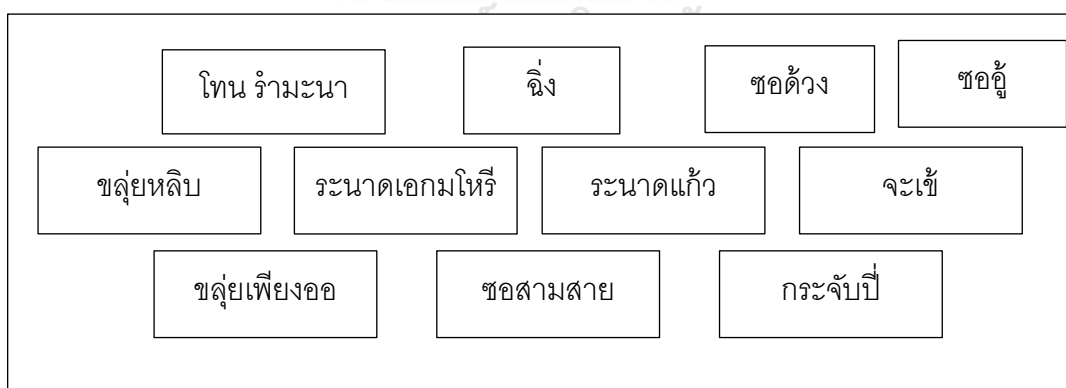 โทน รำมะนา ฉิ่ง ซอด้วง ซออู้
ขลุ่ยหลิบ ระนาดเอกมโหรี ระนาดแก้ว จะเข้
ขลุ่ยเพียงออ ซอสามสาย กระจับปี่